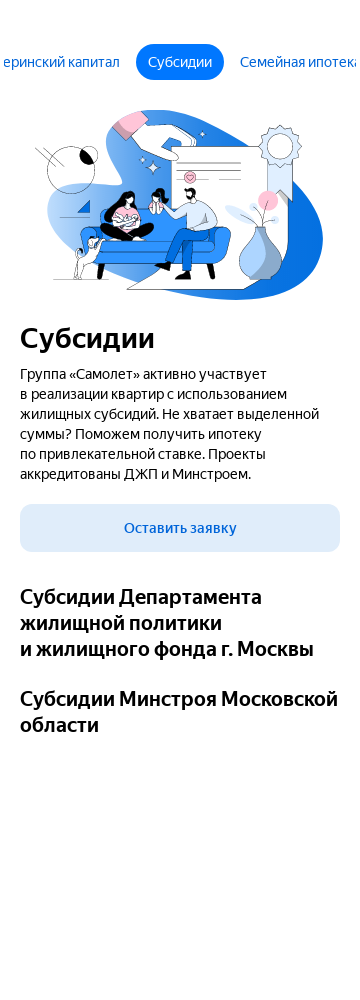 еринский капитал
Субсидии
Семейная ипотека
Субсидии
Группа «Самолет» активно участвует
в реализации квартир с использованием
жилищных субсидий. Не хватает выделенной
суммы? Поможем получить ипотеку
по привлекательной ставке. Проекты
аккредитованы ДЖП и Минстроем.
Оставить заявку
Субсидии Департамента
жилищной политики
и жилищного фонда г. Москвы
Субсидии Минстроя Московской
области